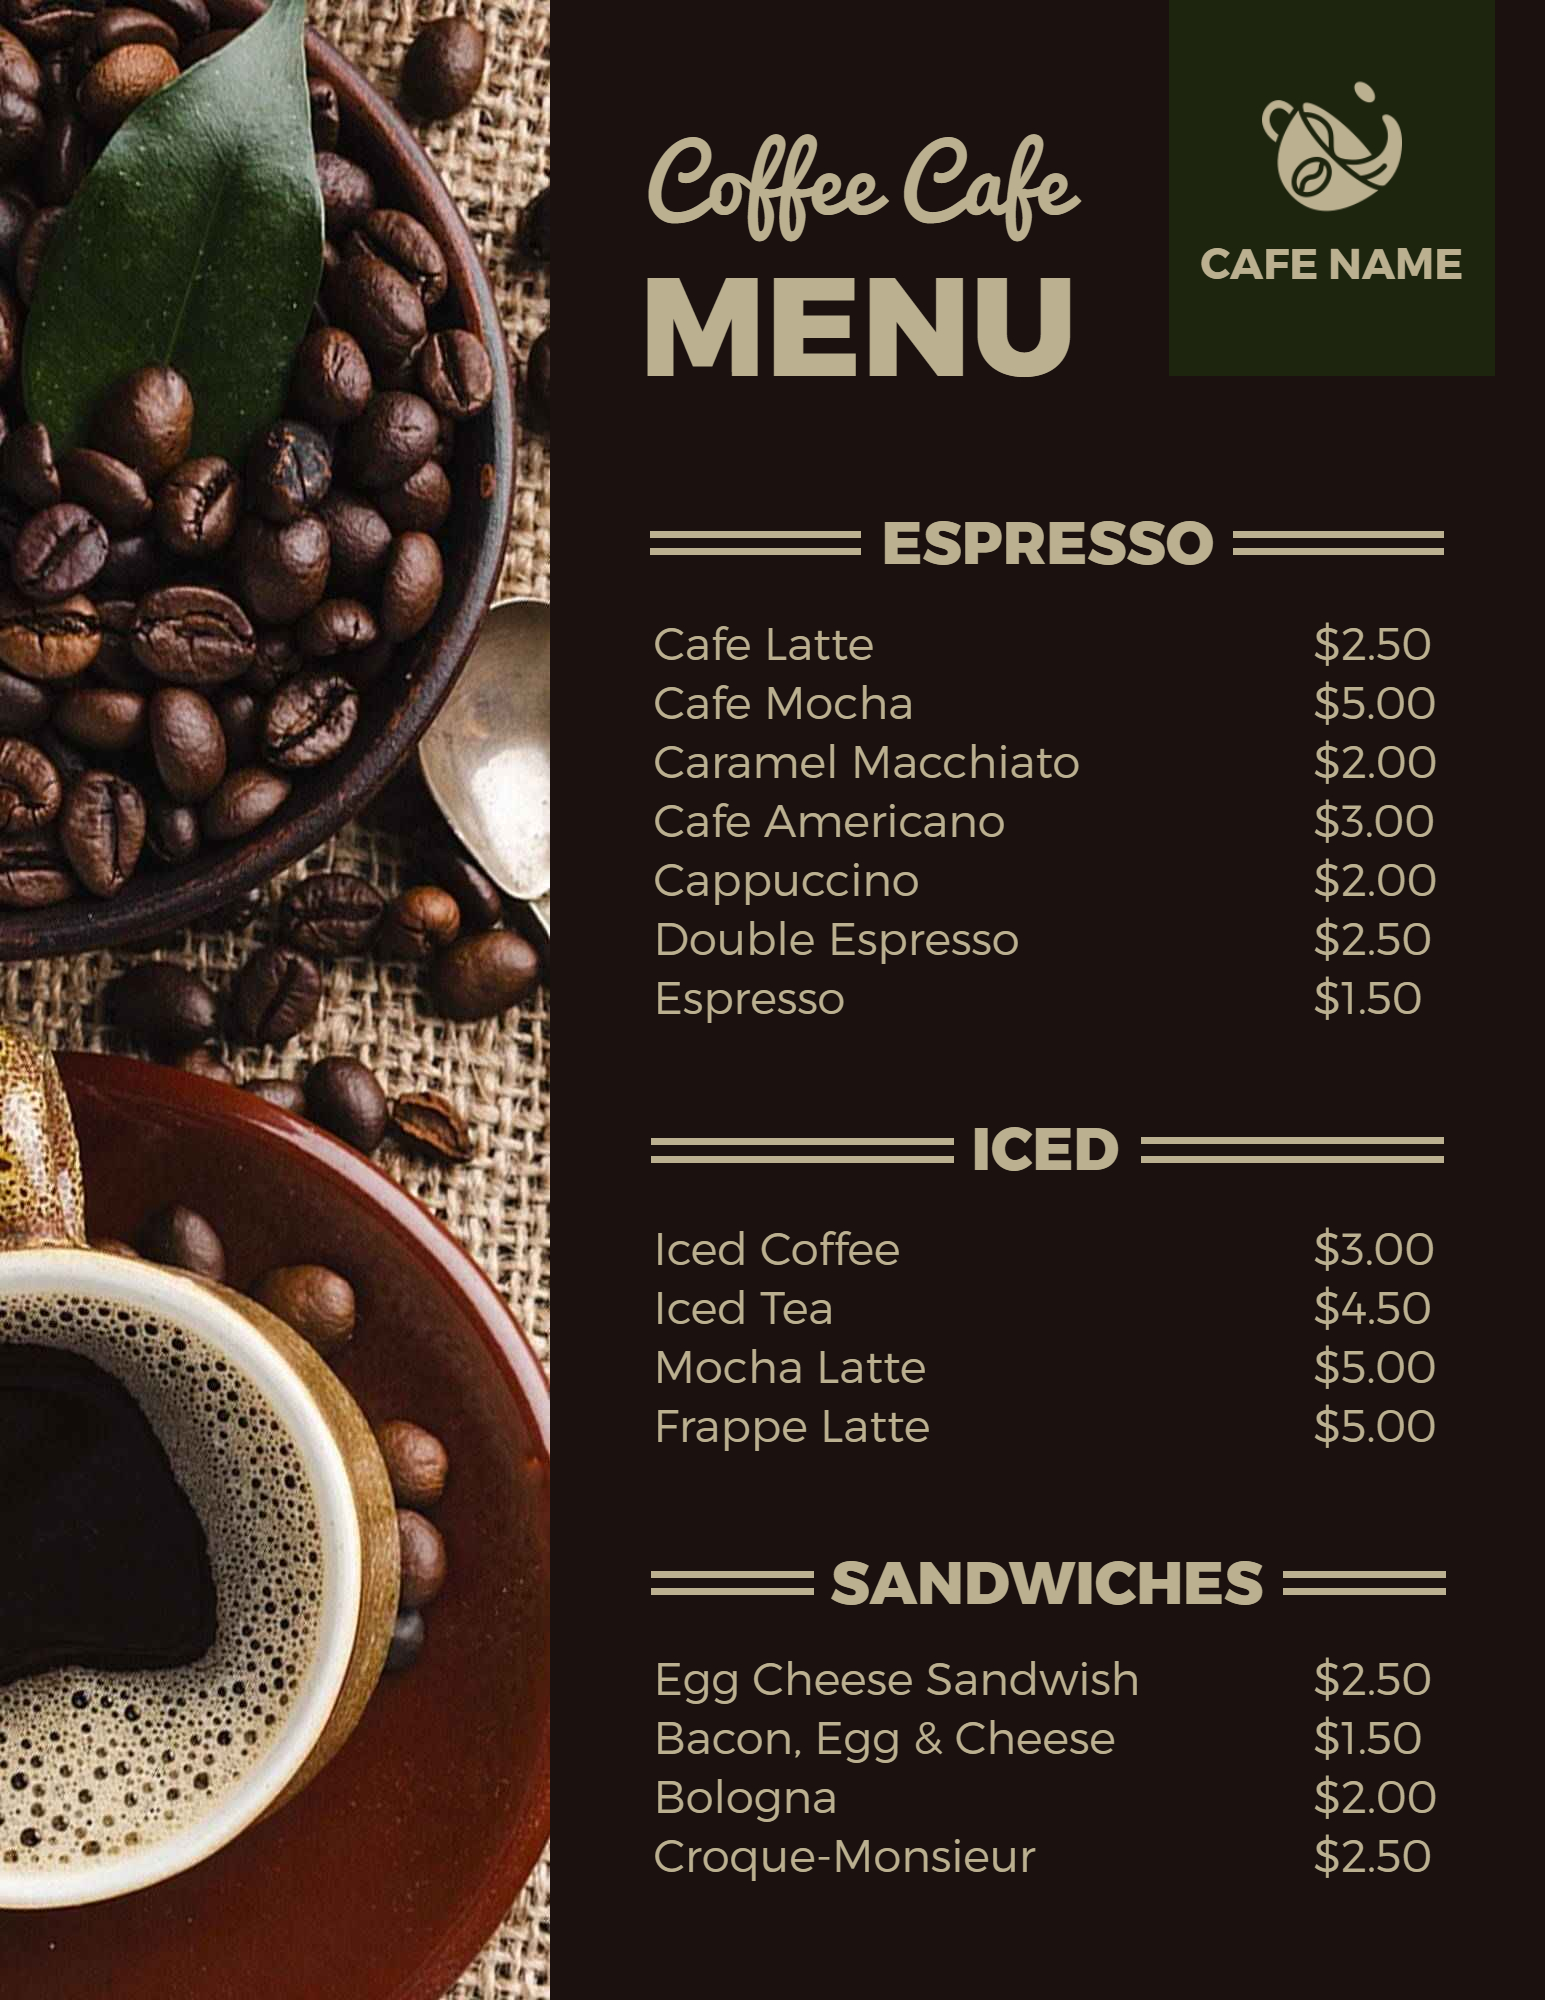 Coffee Cafe
MENU
CAFE NAME
ESPRESSO
Cafe Latte $2.50
Cafe Mocha $5.00
Caramel Macchiato $2.00
Cafe Americano $3.00
Cappuccino $2.00
Double Espresso $2.50
Espresso $1.50
ICED
Iced Coffee $3.00
Iced Tea $4.50
Mocha Latte $5.00
Frappe Latte $5.00
SANDWICHES
Egg Cheese Sandwish $2.50
Bacon, Egg & Cheese $1.50
Bologna $2.00
Croque-Monsieur $2.50